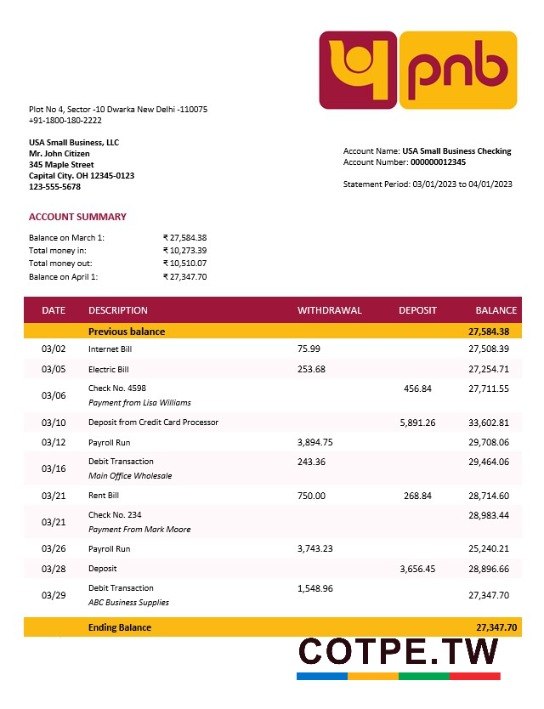 pnb
Plot No 4, Sector -10 Dwarka New Delhi -110075
+91-1800-180-2222
USA Small Business, LLC
Mr. John Citizen
345 Maple Street
Capital City. OH 12345-0123
123-555-5678
Account Name: USA Small Business Checking
Account Number: 000000012345
Statement Period: 03/01/2023 to 04/01/2023
ACCOUNT SUMMARY
Balance on March 1: ₹ 27,584.38
Total money in: ₹ 10,273.39
Total money out: ₹ 10,510.07
Balance on April 1: ₹ 27,347.70
DATE DESCRIPTION WITHDRAWAL DEPOSIT BALANCE
Previous balance 27,584.38
03/02 Internet Bill 75.99 27,508.39
03/05 Electric Bill 253.68 27,254.71
03/06 Check No. 4598 456.84 27,711.55
Payment from Lisa Williams
03/10 Deposit from Credit Card Processor 5,891.26 33,602.81
03/12 Payroll Run 3,894.75 29,708.06
03/16 Debit Transaction 243.36 29,464.06
Main Office Wholesale
03/21 Rent Bill 750.00 268.84 28,714.60
03/21 Check No. 234 28,983.44
Payment From Mark Moore
03/26 Payroll Run 3,743.23 25,240.21
03/28 Deposit 3,656.45 28,896.66
03/29 Debit Transaction 1,548.96 27,347.70
ABC Business Supplies
Ending Balance 27,347.70
COTPE.TW